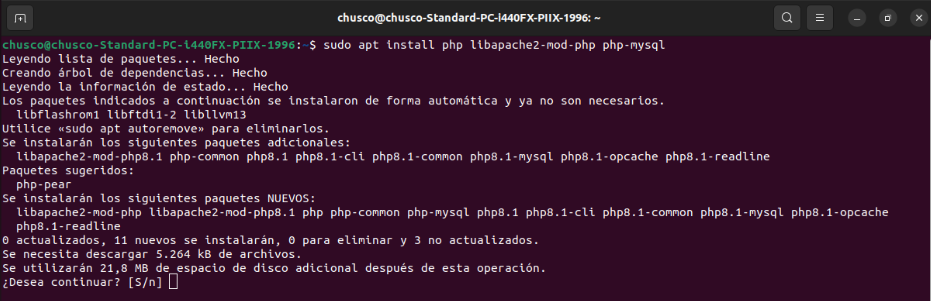 chusco@chusco-Standard-PC-i440FX-PIIX-1996: ~
chusco@chusco-Standard-PC-i440FX-PIIX-1996:~$ sudo apt install php libapache2-mod-php php-mysql
Leyendo lista de paquetes... Hecho
Creando árbol de dependencias... Hecho
Leyendo la información de estado... Hecho
Los paquetes indicados a continuación se instalaron de forma automática y ya no son necesarios.
  libflashrom1 libftdi1-2 libllvm13
Utilice «sudo apt autoremove» para eliminarlos.
Se instalarán los siguientes paquetes adicionales:
  libapache2-mod-php8.1 php-common php8.1 php8.1-cli php8.1-common php8.1-mysql php8.1-opcache php8.1-readline
Paquetes sugeridos:
  php-pear
Se instalarán los siguientes paquetes NUEVOS:
  libapache2-mod-php libapache2-mod-php8.1 php php-common php-mysql php8.1 php8.1-cli php8.1-common php8.1-mysql php8.1-opcache
  php8.1-readline
0 actualizados, 11 nuevos se instalarán, 0 para eliminar y 3 no actualizados.
Se necesita descargar 5.264 kB de archivos.
Se utilizarán 21,8 MB de espacio de disco adicional después de esta operación.
¿Desea continuar? [S/n]